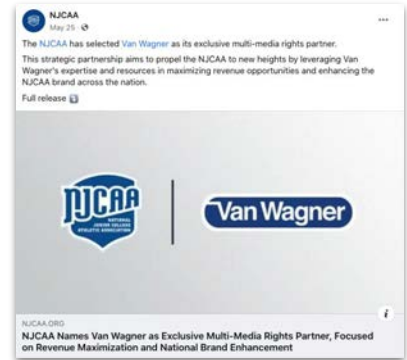 NJCAA
May 25 ·
The NJCAA has selected Van Wagner as its exclusive multi-media rights partner.
This strategic partnership aims to propel the NJCAA to new heights by leveraging Van
Wagner's expertise and resources in maximizing revenue opportunities and enhancing the
NJCAA brand across the nation.
Full release
NJCAA
NATIONAL
JUNIOR COLLEGE
ATHLETIC ASSOCIATION
Van Wagner
NJCAA.ORG
NJCAA Names Van Wagner as Exclusive Multi-Media Rights Partner, Focused
on Revenue Maximization and National Brand Enhancement